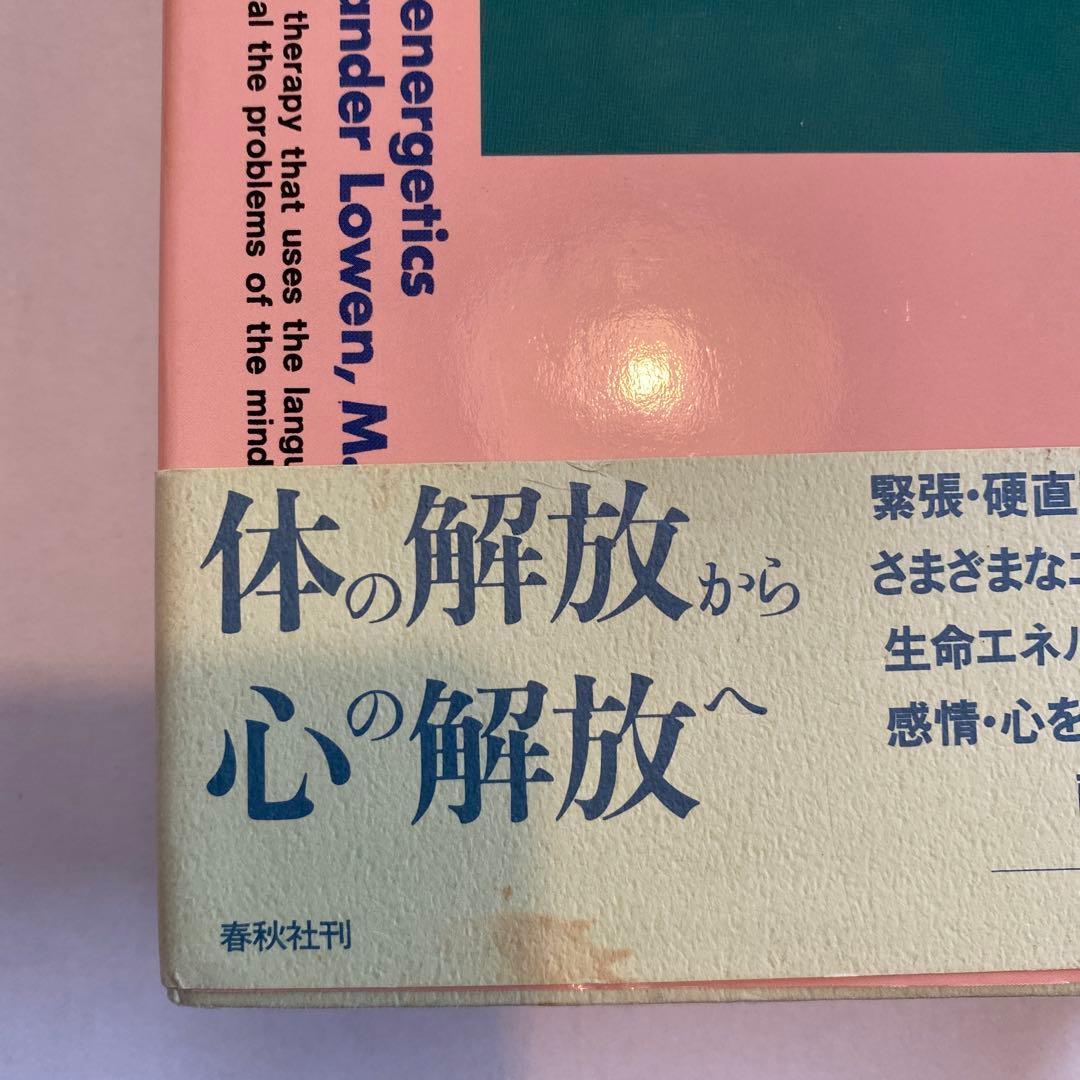 energetics
ander Lowen, M.
therapy that uses the langu
al the problems of the mind
体の解放から
心の解放へ
緊張・硬直
さまざまな
生命エネル
感情・心を
春秋社刊